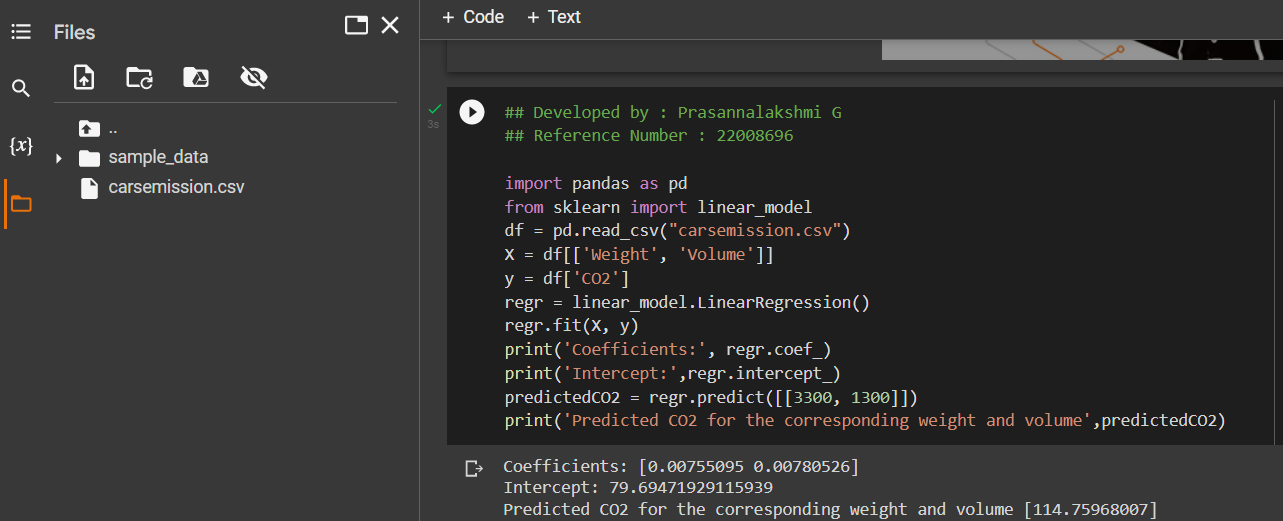 Files
{x}
..
sample_data
carsemission.csv
+ Code + Text
3s
## Developed by : Prasannalakshmi G
## Reference Number : 22008696
import pandas as pd
from sklearn import linear_model
df = pd.read_csv("carsemission.csv")
X = df[['Weight', 'Volume']]
y = df['CO2']
regr = linear_model.LinearRegression()
regr.fit(X, y)
print('Coefficients:', regr.coef_)
print('Intercept:',regr.intercept_)
predictedCO2 = regr.predict([[3300, 1300]])
print('Predicted CO2 for the corresponding weight and volume',predictedCO2)
Coefficients: [0.00755095 0.00780526]
Intercept: 79.69471929115939
Predicted CO2 for the corresponding weight and volume [114.75968007]